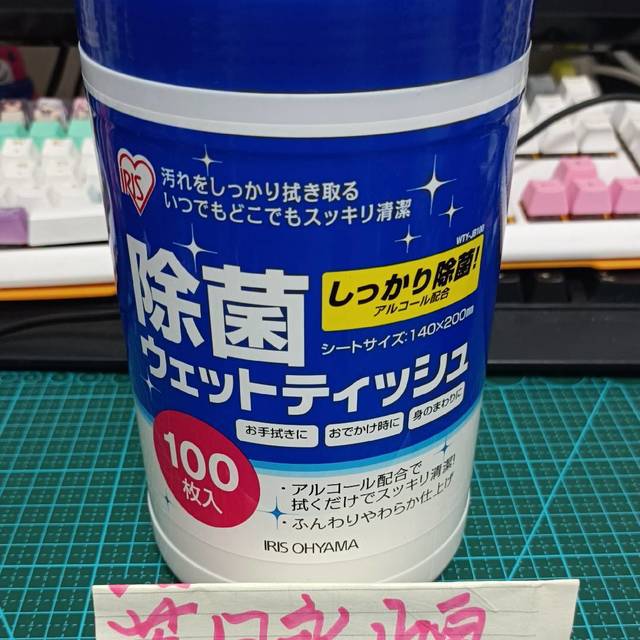 IRIS
汚れをしっかり拭き取る
いつでもどこでもスッキリ清潔
WTY-JB100
除菌
しっかり除菌!
アルコール配合
シートサイズ:140×200mm
ウェットティッシュ
お手拭きに
おでかけ時に
身のまわりに
100
枚入
・アルコール配合で
拭くだけでスッキリ清潔!
・ふんわりやわらか仕上げ
IRIS OHYAMA